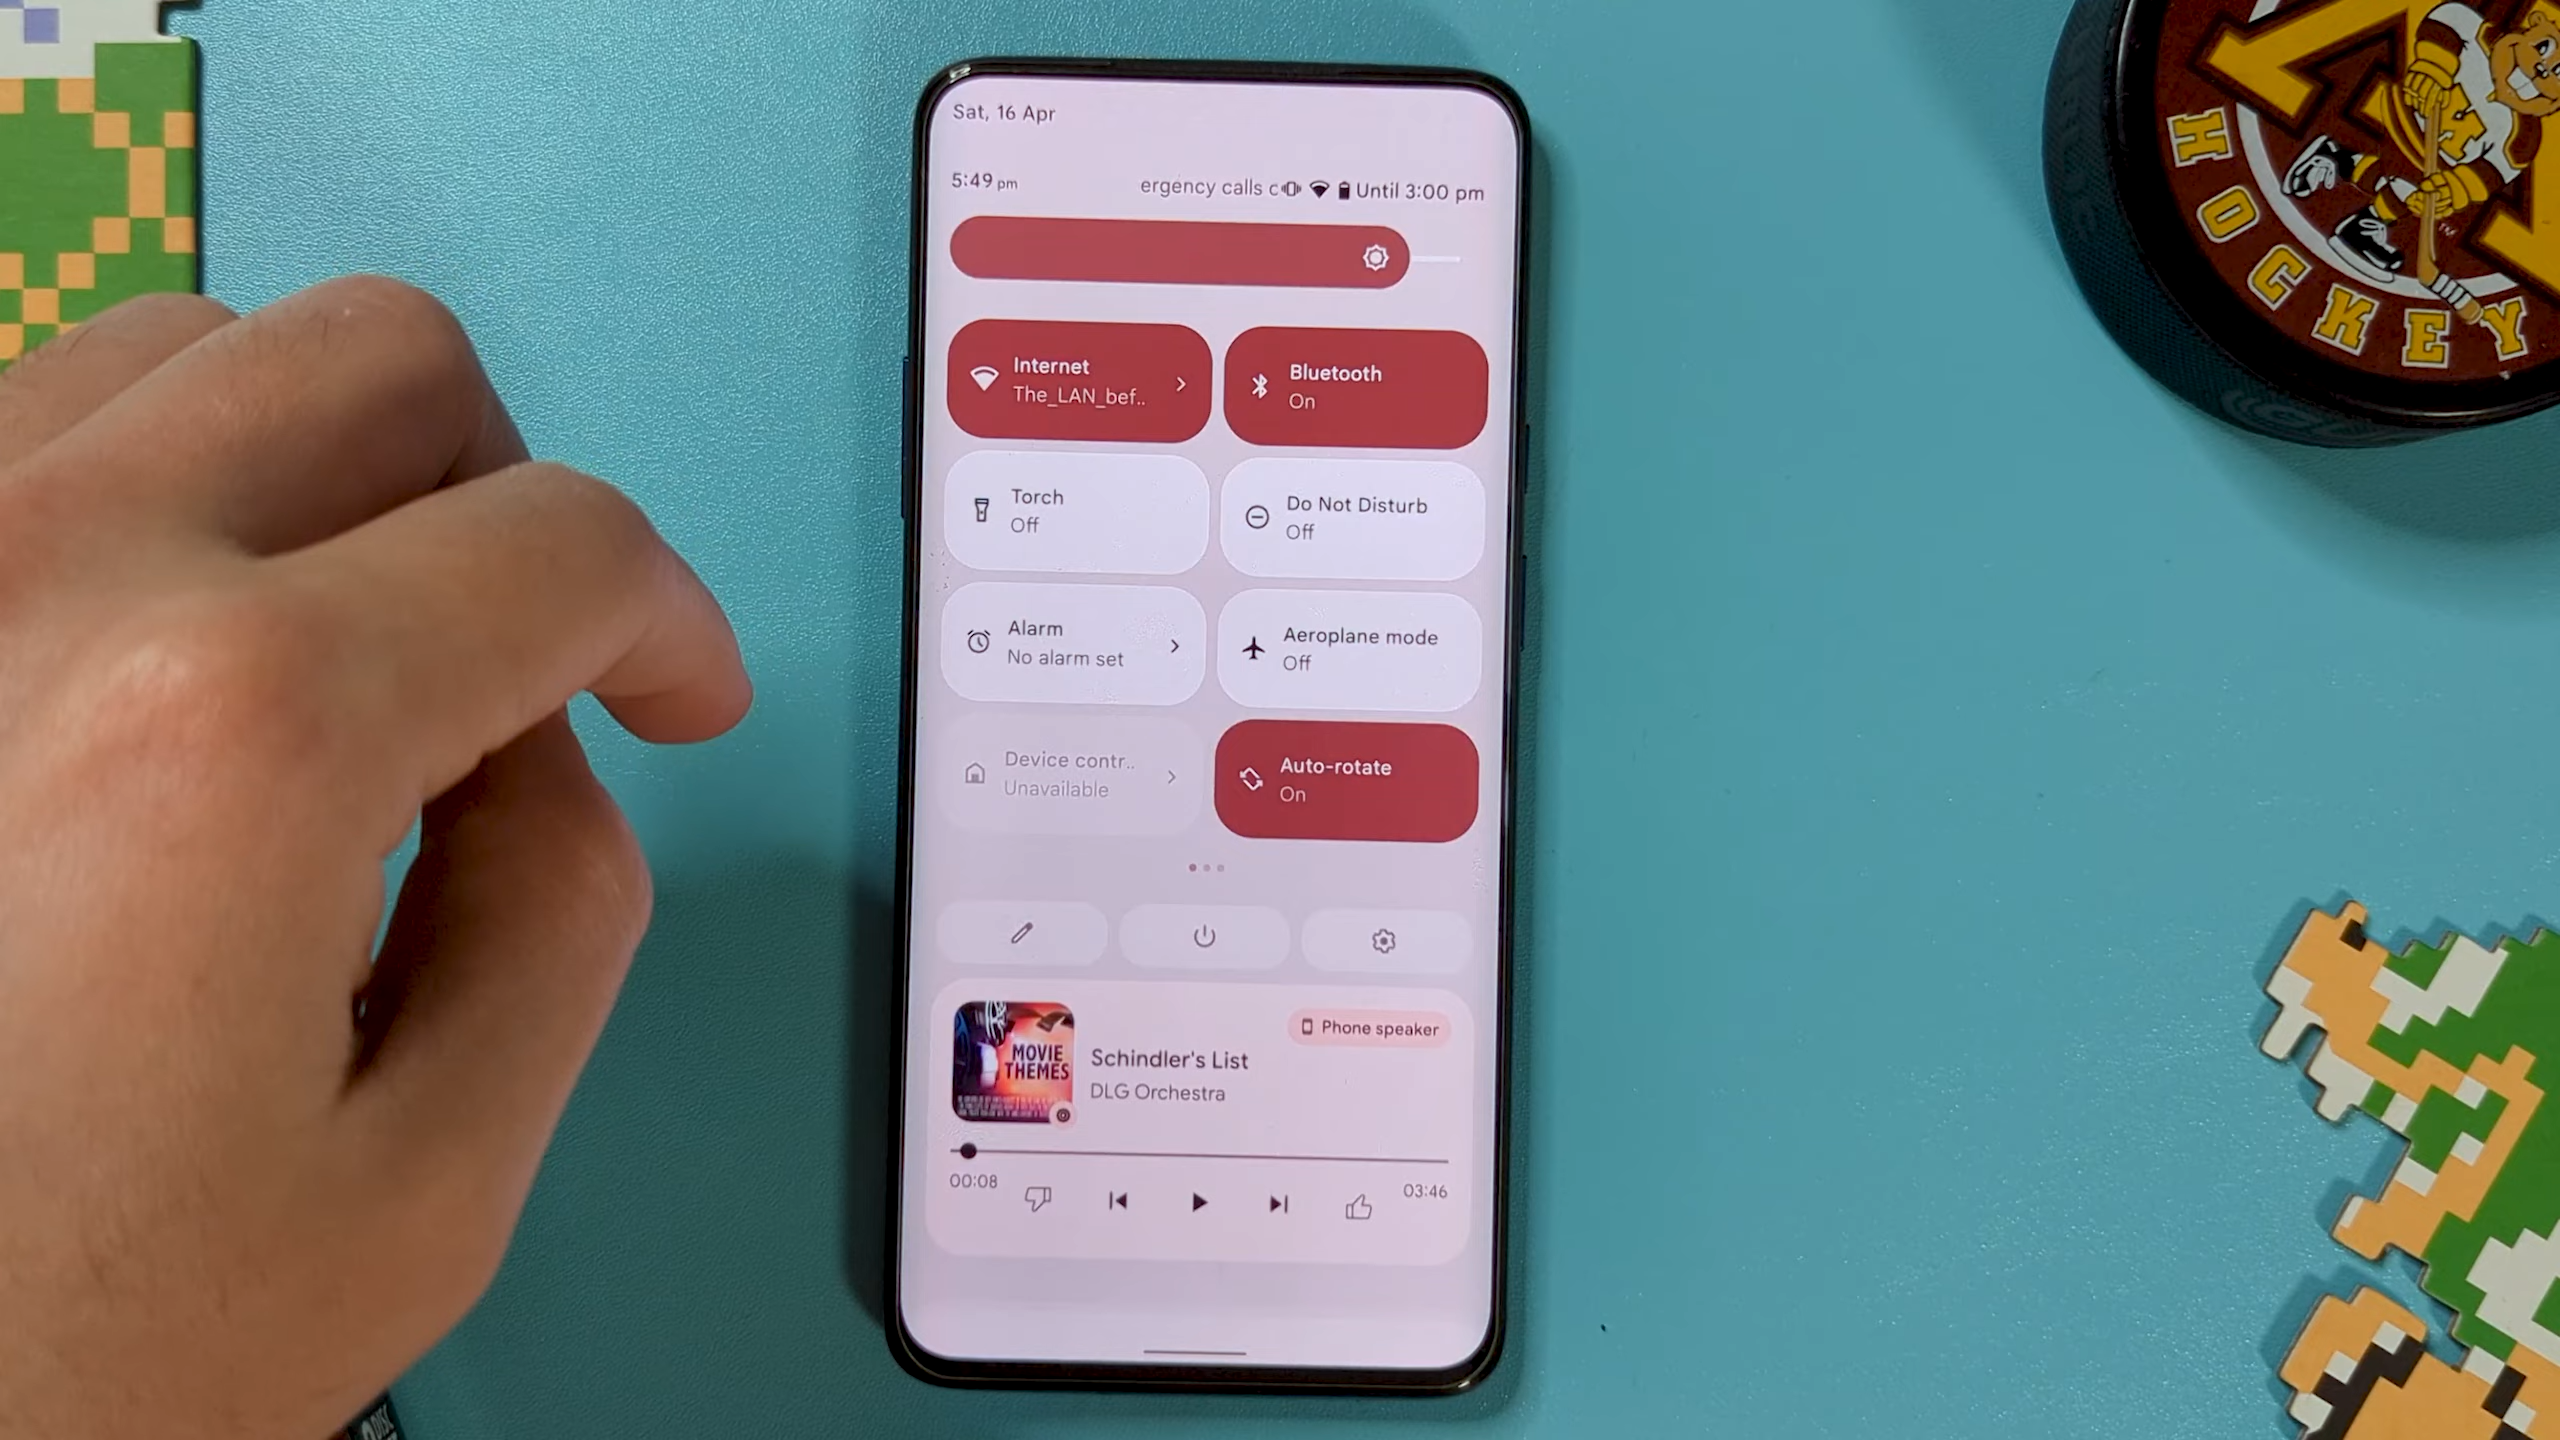 Sat, 16 Apr
5:49 pm
ergency calls c
Until 3:00 pm
Internet
The_LAN_bef..
Bluetooth
On
Torch
Off
Do Not Disturb
Off
Alarm
No alarm set
Aeroplane mode
Off
Device contr..
Unavailable
Auto-rotate
On
MOVIE
THEMES
Schindler's List
DLG Orchestra
Phone speaker
00:08
03:46
HOCKEY
TM
DISC